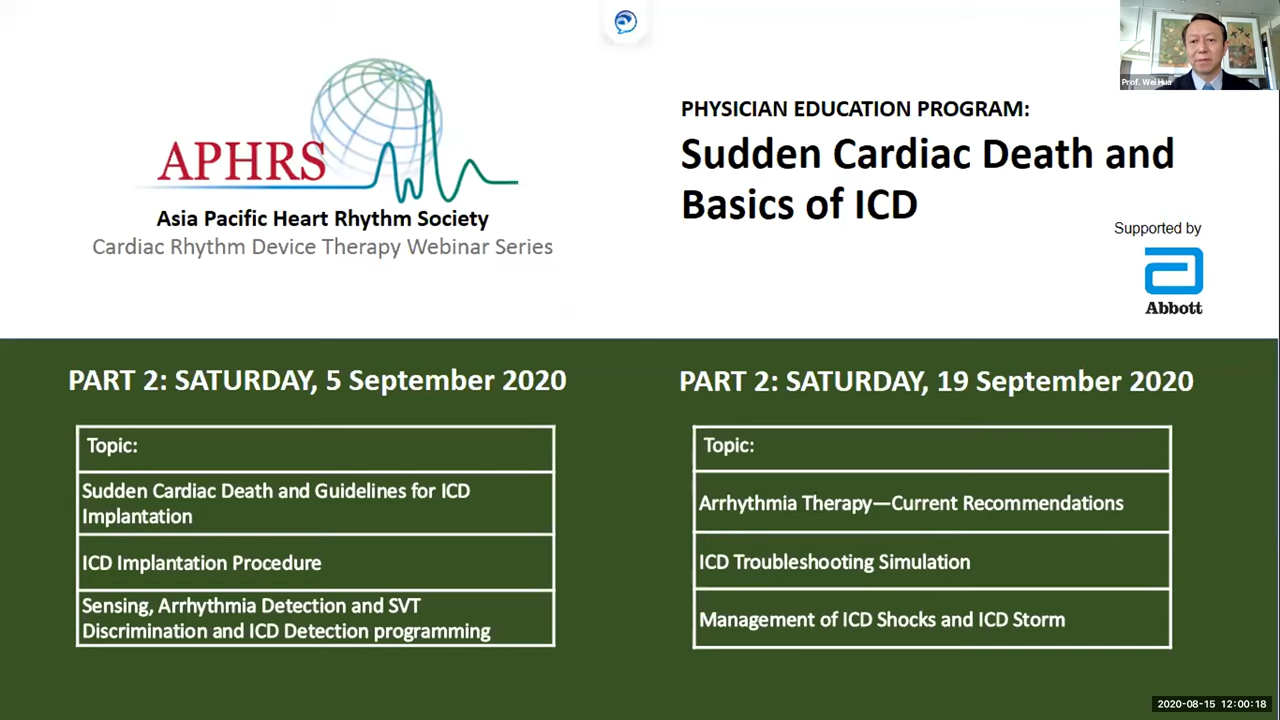 APHRS
Asia Pacific Heart Rhythm Society
Cardiac Rhythm Device Therapy Webinar Series
Prof. Wei Hua
PHYSICIAN EDUCATION PROGRAM:
Sudden Cardiac Death and
Basics of ICD
Supported by
Abbott
PART 2: SATURDAY, 5 September 2020
Topic:
Sudden Cardiac Death and Guidelines for ICD
Implantation
ICD Implantation Procedure
Sensing, Arrhythmia Detection and SVT
Discrimination and ICD Detection programming
PART 2: SATURDAY, 19 September 2020
Topic:
Arrhythmia Therapy—Current Recommendations
ICD Troubleshooting Simulation
Management of ICD Shocks and ICD Storm
2020-08-15 12:00:18